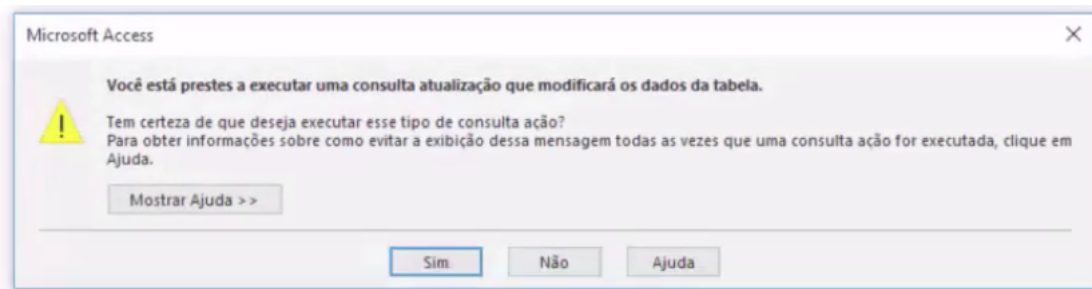 Microsoft Access
Você está prestes a executar uma consulta atualização que modificará os dados da tabela.
Tem certeza de que deseja executar esse tipo de consulta ação?
Para obter informações sobre como evitar a exibição dessa mensagem todas as vezes que uma consulta ação for executada, clique em
Ajuda.
Mostrar Ajuda >>
Sim Não Ajuda